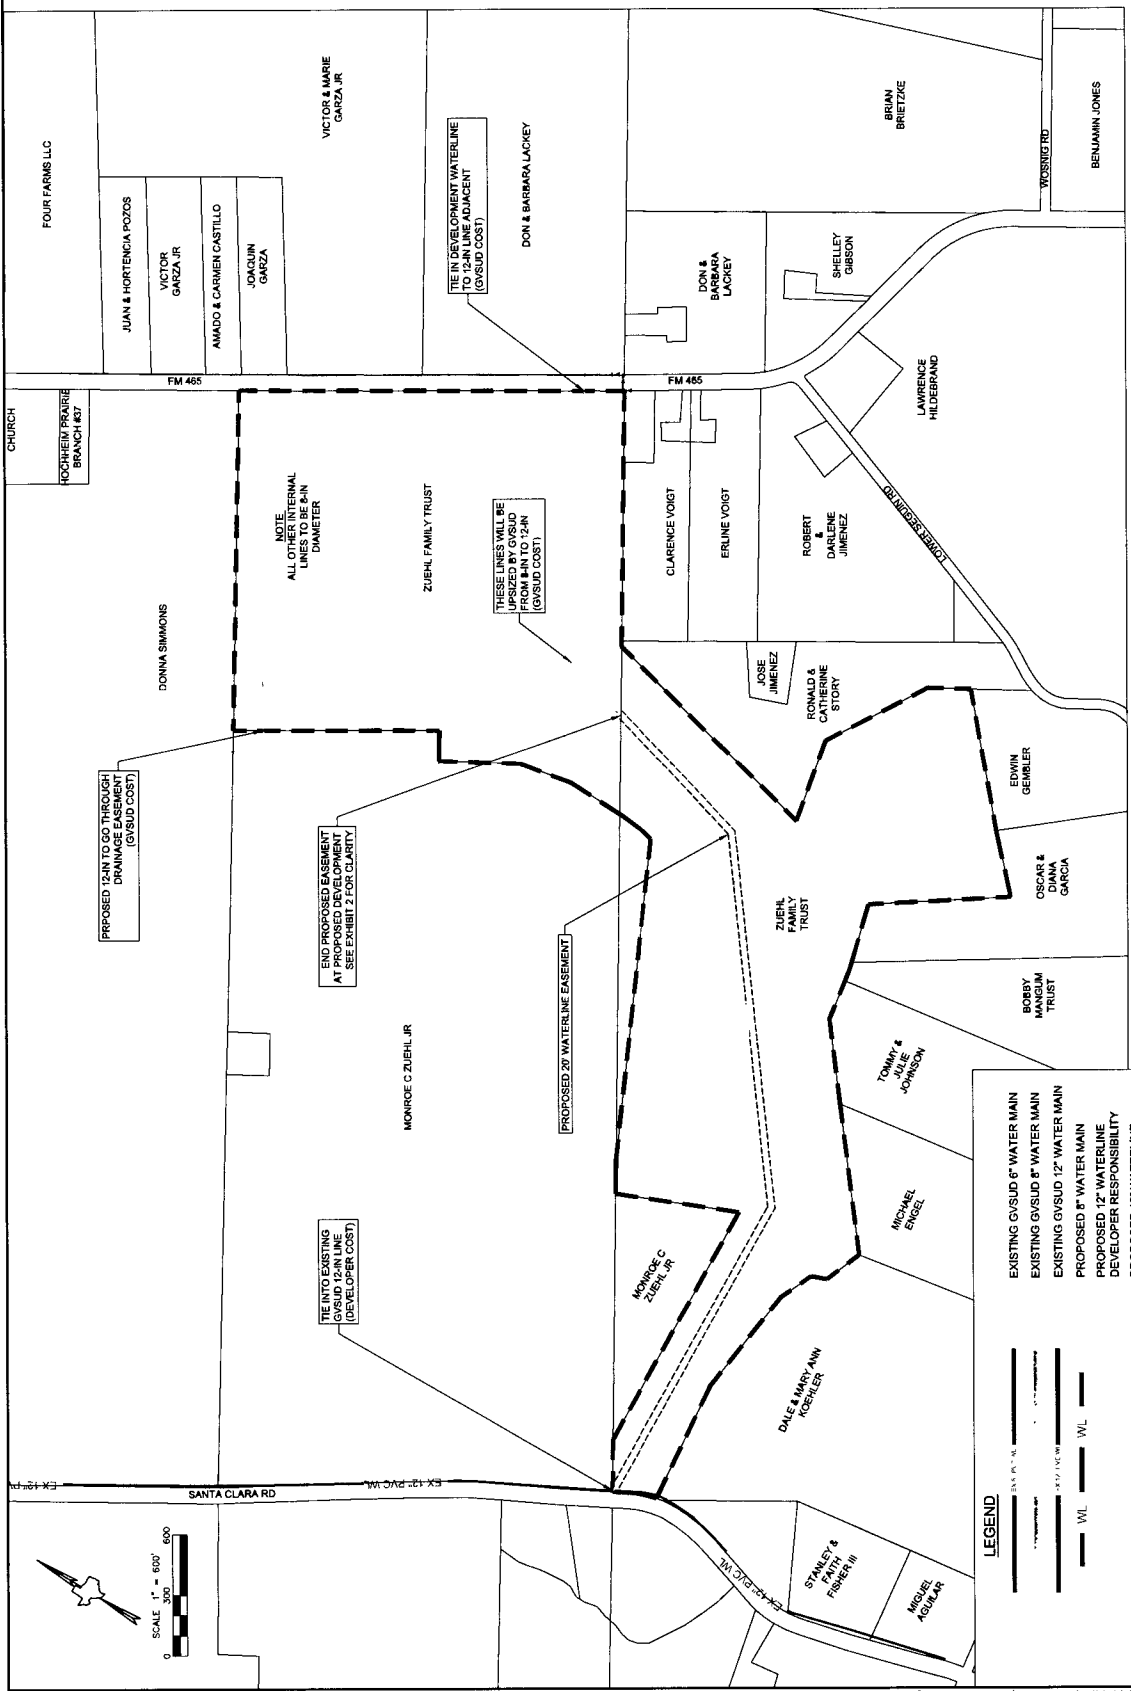 FOUR FARMS LLC
VICTOR & MARIE
GARZA JR
JUAN & HORTENCIA POZOS
VICTOR
GARZA JR
AMADO & CARMEN CASTILLO
JOAQUIN
GARZA
TIE IN DEVELOPMENT WATERLINE
TO 12-IN LINE ADJACENT
(GVSUD COST)
DON & BARBARA LACKEY
BRIAN
BRIETZKE
WOSNIG RD
BENJAMIN JONES
DON &
BARBARA
LACKEY
SHELLEY
GIBSON
FM 465
FM 465
CHURCH
HOCHHEIM PRAIRIE
BRANCH #37
LAWRENCE
HILDEBRAND
NOTE
ALL OTHER INTERNAL
LINES TO BE 8-IN
DIAMETER
ZUEHL FAMILY TRUST
THESE LINES WILL BE
UPSIZED BY GVSUD
FROM 8-IN TO 12-IN
(GVSUD COST)
CLARENCE VOIGT
ERLINE VOIGT
ROBERT
&
DARLENE
JIMENEZ
LOWER SEGUIN RD
DONNA SIMMONS
JOSE
JIMENEZ
RONALD &
CATHERINE
STORY
EDWIN
GEMBLER
PRPOSED 12-IN TO GO THROUGH
DRAINAGE EASEMENT
(GVSUD COST)
END PROPOSED EASEMENT
AT PROPOSED DEVELOPMENT
SEE EXHIBIT 2 FOR CLARITY
PROPOSED 20' WATERLINE EASEMENT
ZUEHL
FAMILY
TRUST
OSCAR &
DIANA
GARCIA
BOBBY
MANGUM
TRUST
MONROE C ZUEHL JR
TOMMY &
JULIE
JOHNSON
MICHAEL
ENGEL
TIE INTO EXISTING
GVSUD 12-IN LINE
(DEVELOPER COST)
MONROE C
ZUEHL JR
DALE & MARY ANN
KOEHLER
EX 12" PVC WL
SANTA CLARA RD
EX 12" PVC WL
STANLEY &
FAITH
FISHER III
MIGUEL
AGUILAR
SCALE 1" = 600'
0 300 600
LEGEND
EXISTING GVSUD 6" WATER MAIN
EXISTING GVSUD 8" WATER MAIN
EXISTING GVSUD 12" WATER MAIN
WL WL PROPOSED 8" WATER MAIN
PROPOSED 12" WATERLINE
DEVELOPER RESPONSIBILITY